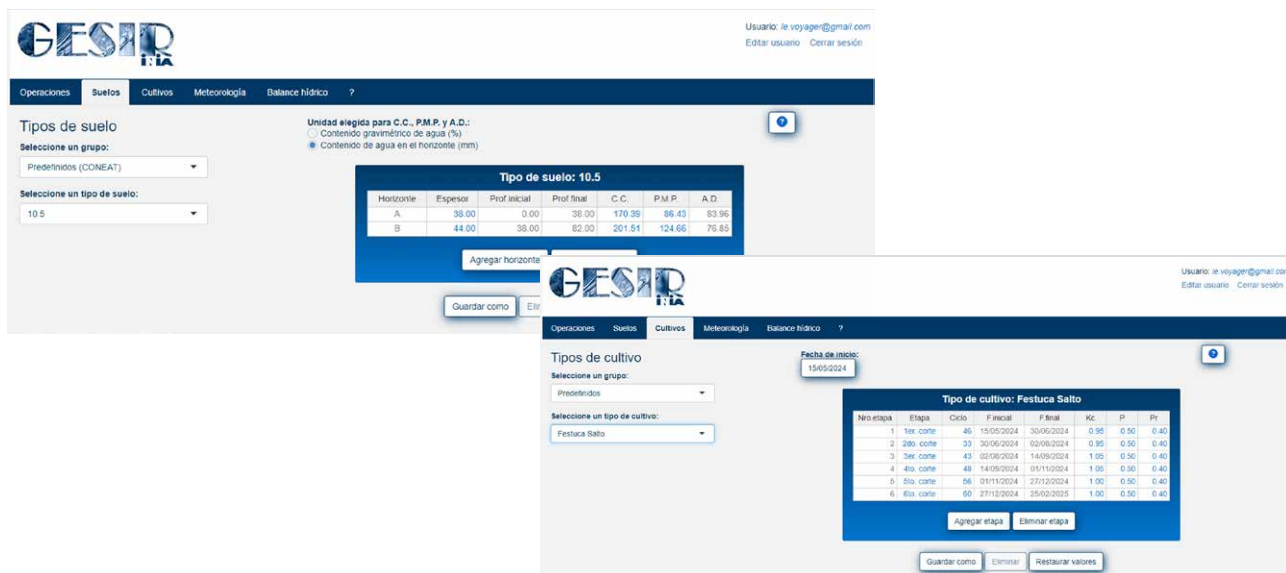 GESIR
INIA
Usuario: le.voyager@gmail.com
Editar usuario Cerrar sesión
Operaciones Suelos Cultivos Meteorología Balance hídrico ?
Tipos de suelo
Seleccione un grupo:
Predefinidos (CONEAT)
Seleccione un tipo de suelo:
10.5
Unidad elegida para C.C., P.M.P. y A.D.:
Contenido gravimétrico de agua (%)
Contenido de agua en el horizonte (mm)
?
Tipo de suelo: 10.5
Horizonte Espesor Prof inicial Prof final C.C. P.M.P. A.D.
A 38.00 0.00 38.00 170.39 86.43 83.96
B 44.00 38.00 82.00 201.51 124.66 76.85
Agregar horizonte
Guardar como
GESIR
INIA
Usuario: le.voyager@gmail.com
Editar usuario Cerrar sesión
Operaciones Suelos Cultivos Meteorología Balance hídrico ?
Tipos de cultivo
Seleccione un grupo:
Predefinidos
Seleccione un tipo de cultivo:
Festuca Salto
Fecha de inicio:
15/05/2024
?
Tipo de cultivo: Festuca Salto
Nro.etapa Etapa Ciclo F.inicial F.final Kc P Pr
1 1er. corte 46 15/05/2024 30/06/2024 0.95 0.50 0.40
2 2do. corte 33 30/06/2024 02/08/2024 0.95 0.50 0.40
3 3er. corte 43 02/08/2024 14/09/2024 1.05 0.50 0.40
4 4to. corte 48 14/09/2024 01/11/2024 1.05 0.50 0.40
5 5to. corte 56 01/11/2024 27/12/2024 1.00 0.50 0.40
6 6to. corte 60 27/12/2024 25/02/2025 1.00 0.50 0.40
Agregar etapa Eliminar etapa
Guardar como Eliminar Restaurar valores